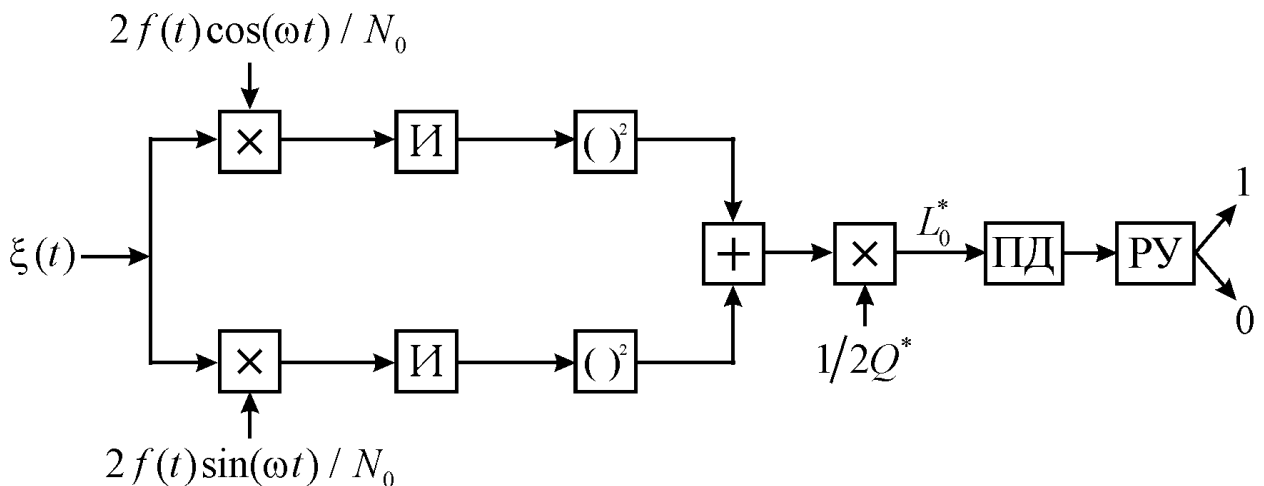 2 f(t)cos(ωt) / N₀
× И ( )²
ξ(t)
+ × L₀* ПД РУ 1
0
1/2Q*
× И ( )²
2 f(t)sin(ωt) / N₀